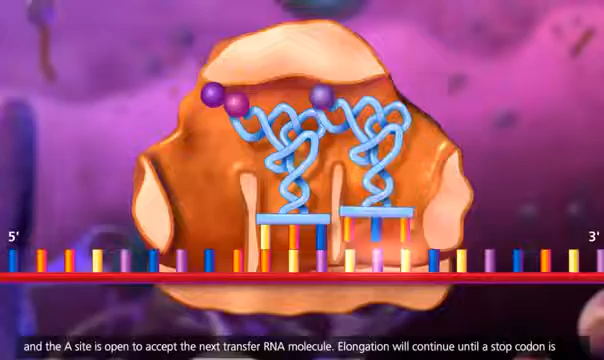 5'
3'
and the A site is open to accept the next transfer RNA molecule. Elongation will continue until a stop codon is